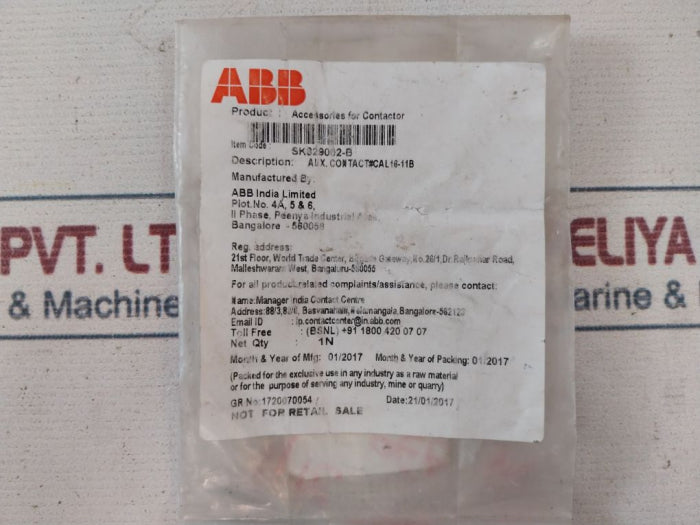 ABB
Product : Accessories for Contactor
Item Code : SK829002-B
Description: AUX. CONTACT#CAL16-11B
Manufactured By:
ABB India Limited
Plot.No. 4A, 5 & 6,
II Phase, Peenya Industrial Area,
Bangalore - 560058
Reg. address:
21st Floor, World Trade Center, Brigade Gateway, No.26/1, Dr. Rajkumar Road,
Malleshwaram West, Bangaluru-560055
For all product related complaints/assistance, please contact:
Name: Manager India Contact Centre
Address: Nelamangala, Bangalore-562123
Email ID : ip.contactcenter@in.abb.com
Toll Free : (BSNL) +91 1800 420 07 07
Net Qty : 1N
Month & Year of Mfg: 01/2017 Month & Year of Packing: 01/2017
(Packed for the exclusive use in any industry as a raw material
or for the purpose of serving any industry, mine or quarry)
GR No: 1720070054 / Date:21/01/2017
NOT FOR RETAIL SALE
PVT. LT
ELIYA
& Machine
arine &